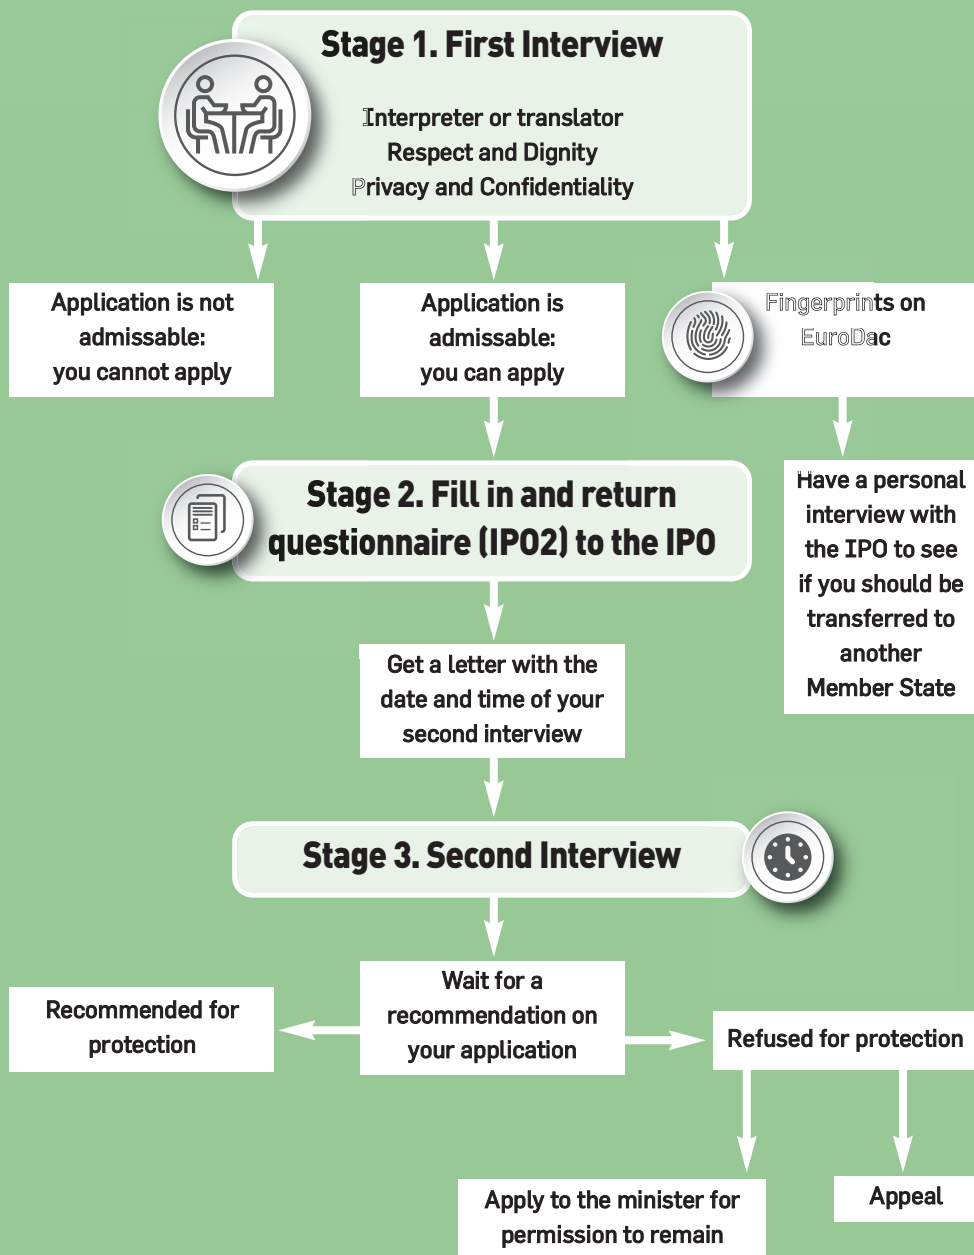 Stage 1. First Interview
Interpreter or translator
Respect and Dignity
Privacy and Confidentiality
Application is not
admissable:
you cannot apply
Application is
admissable:
you can apply
Fingerprints on
EuroDac
Have a personal
interview with
the IPO to see
if you should be
transferred to
another
Member State
Stage 2. Fill in and return
questionnaire (IPO2) to the IPO
Get a letter with the
date and time of your
second interview
Stage 3. Second Interview
Wait for a
recommendation on
your application
Recommended for
protection
Refused for protection
Apply to the minister for
permission to remain
Appeal